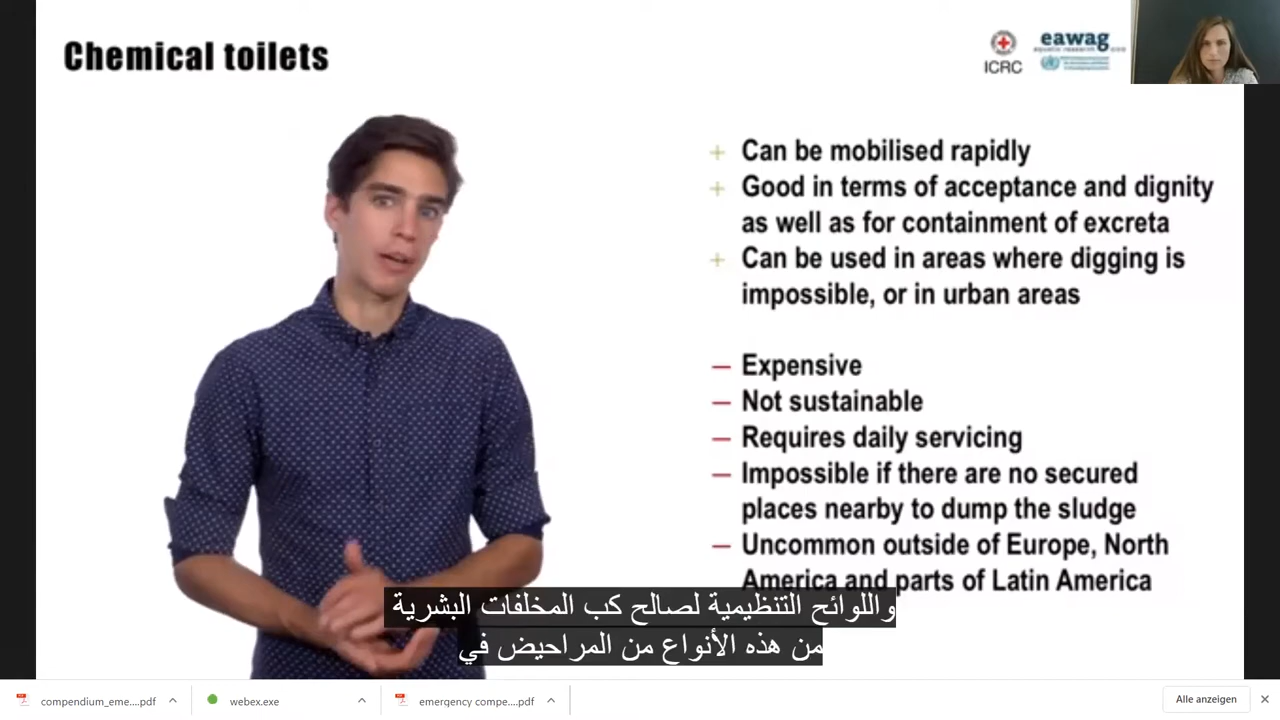 Chemical toilets
ICRC
eawag
+ Can be mobilised rapidly
+ Good in terms of acceptance and dignity
as well as for containment of excreta
+ Can be used in areas where digging is
impossible, or in urban areas
— Expensive
— Not sustainable
— Requires daily servicing
— Impossible if there are no secured
places nearby to dump the sludge
— Uncommon outside of Europe, North
America and parts of Latin America
واللوائح التنظيمية لصالح كب المخلفات البشرية
من هذه الأنواع من المراحيض في
compendium_eme....pdf
webex.exe
emergency compe....pdf
Alle anzeigen